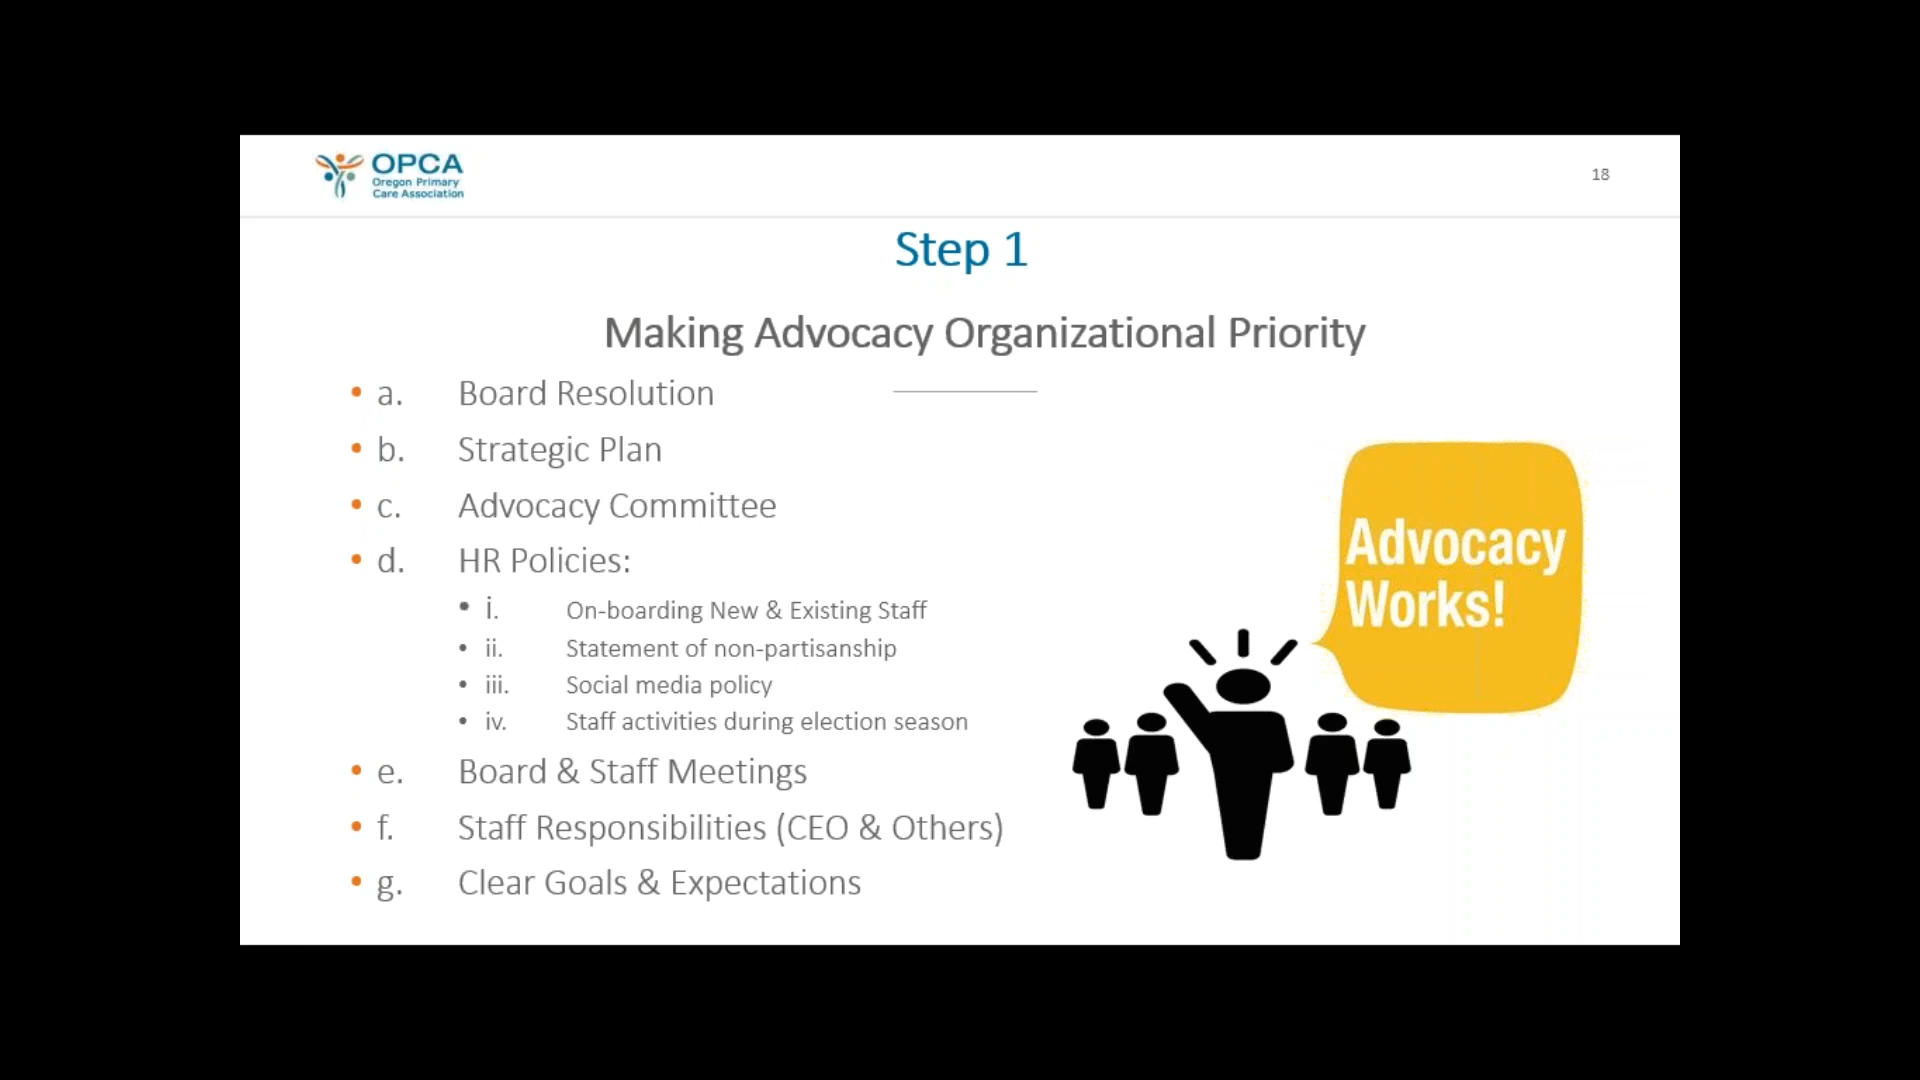 OPCA
Oregon Primary
Care Association
18
Step 1
Making Advocacy Organizational Priority
• a. Board Resolution
• b. Strategic Plan
• c. Advocacy Committee
• d. HR Policies:
• i. On-boarding New & Existing Staff
• ii. Statement of non-partisanship
• iii. Social media policy
• iv. Staff activities during election season
• e. Board & Staff Meetings
• f. Staff Responsibilities (CEO & Others)
• g. Clear Goals & Expectations
Advocacy
Works!